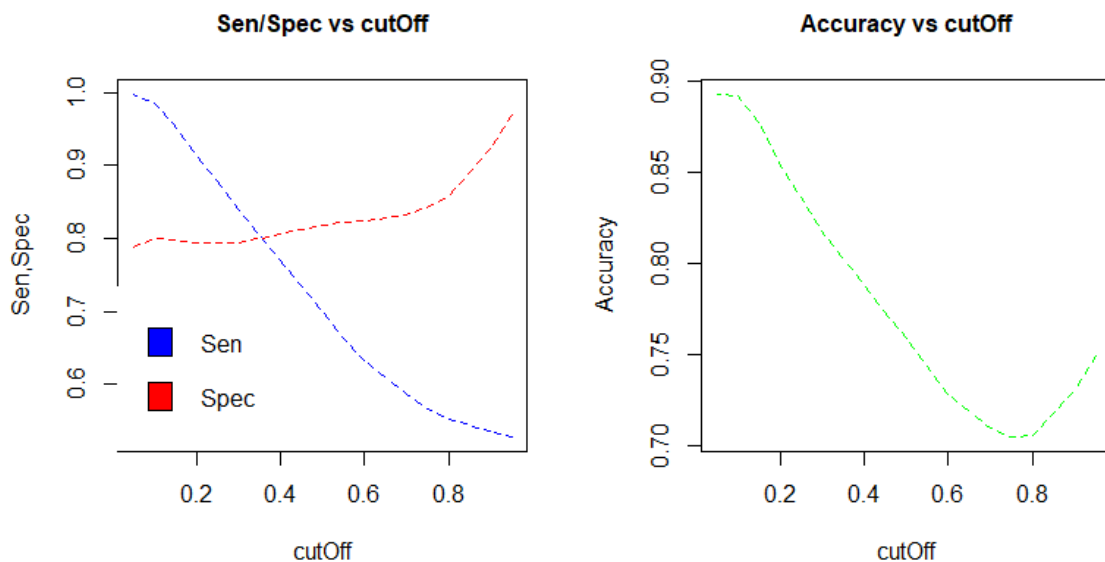 Sen/Spec vs cutOff
Sen,Spec
1.0
0.9
0.8
0.7
0.6
Sen
Spec
0.2 0.4 0.6 0.8
cutOff
Accuracy vs cutOff
Accuracy
0.90
0.85
0.80
0.75
0.70
0.2 0.4 0.6 0.8
cutOff